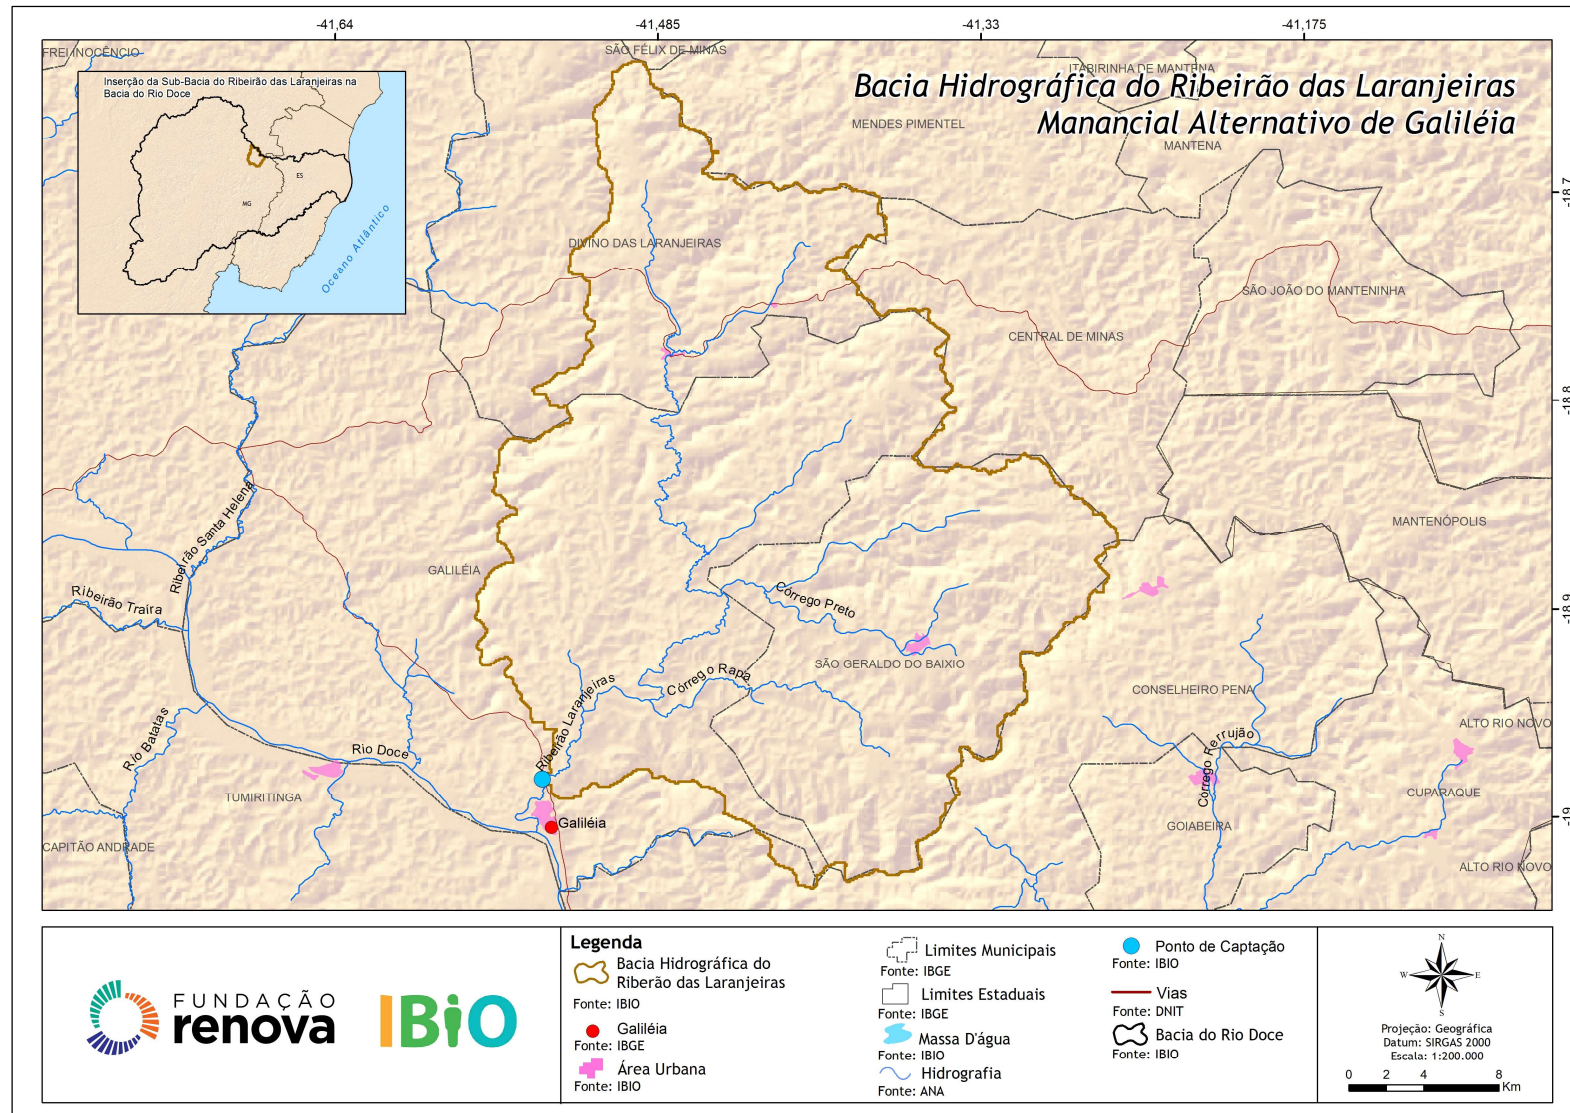 -41,64
-41,485
-41,33
-41,175
FREI INOCÊNCIO
SÃO FÉLIX DE MINAS
ITABIRINHA DE MANTENA
Inserção da Sub-Bacia do Ribeirão das Laranjeiras na
Bacia do Rio Doce
Bacia Hidrográfica do Ribeirão das Laranjeiras
Manancial Alternativo de Galiléia
MENDES PIMENTEL
MANTENA
ES
MG
Oceano Atlântico
-18,7
DIVINO DAS LARANJEIRAS
SÃO JOÃO DO MANTENINHA
CENTRAL DE MINAS
-18,8
Ribeirão Santa Helena
MANTENÓPOLIS
GALILÉIA
Ribeirão Traíra
Córrego Preto
-18,9
SÃO GERALDO DO BAIXIO
Córrego Rapa
CONSELHEIRO PENA
Ribeirão Laranjeiras
Rio Batatas
ALTO RIO NOVO
Rio Doce
Córrego Perrujão
TUMIRITINGA
CUPARAQUE
Galiléia
GOIABEIRA
-19
CAPITÃO ANDRADE
ALTO RIO NOVO
FUNDAÇÃO
renova
IBiO
Legenda
Bacia Hidrográfica do
Riberão das Laranjeiras
Fonte: IBIO
Galiléia
Fonte: IBGE
Área Urbana
Fonte: IBIO
Limites Municipais
Fonte: IBGE
Limites Estaduais
Fonte: IBGE
Massa D'água
Fonte: IBIO
Hidrografia
Fonte: ANA
Ponto de Captação
Fonte: IBIO
Vias
Fonte: DNIT
Bacia do Rio Doce
Fonte: IBIO
N
W
E
S
Projeção: Geográfica
Datum: SIRGAS 2000
Escala: 1:200.000
0 2 4 8
Km